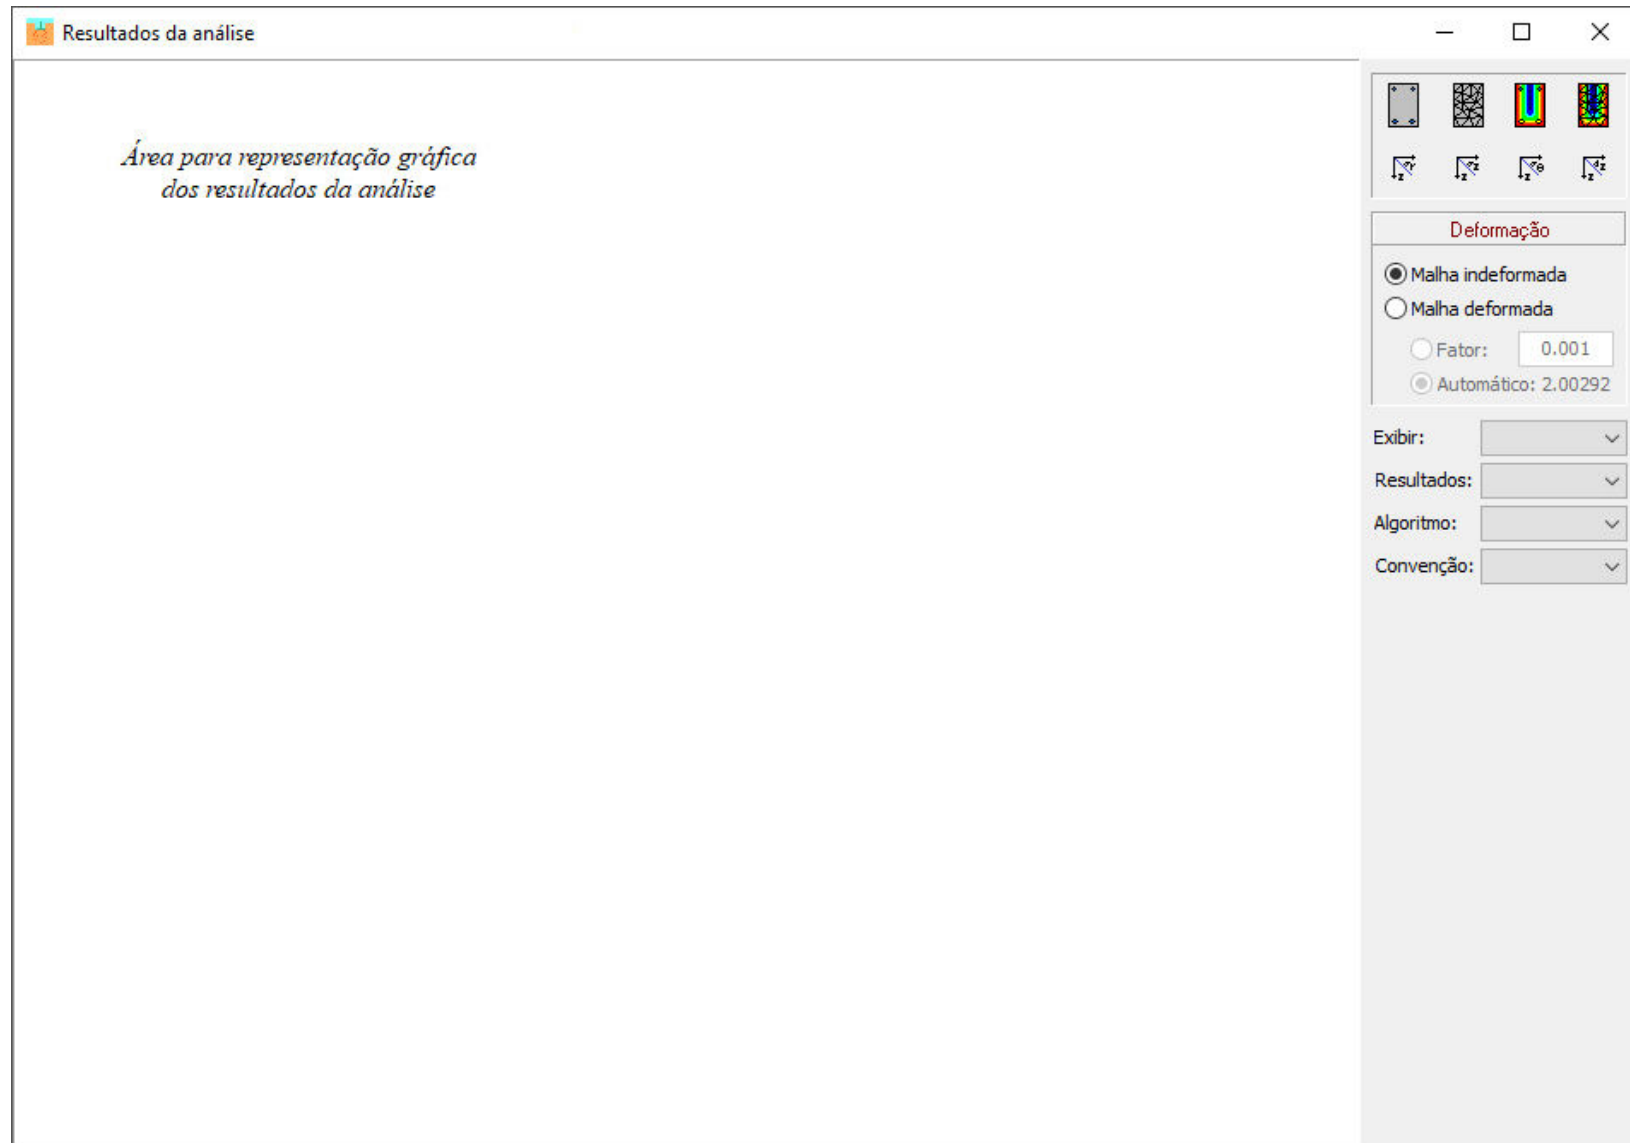 Resultados da análise
Área para representação gráfica
dos resultados da análise
Deformação
Malha indeformada
Malha deformada
Fator: 0.001
Automático: 2.00292
Exibir:
Resultados:
Algoritmo:
Convenção: